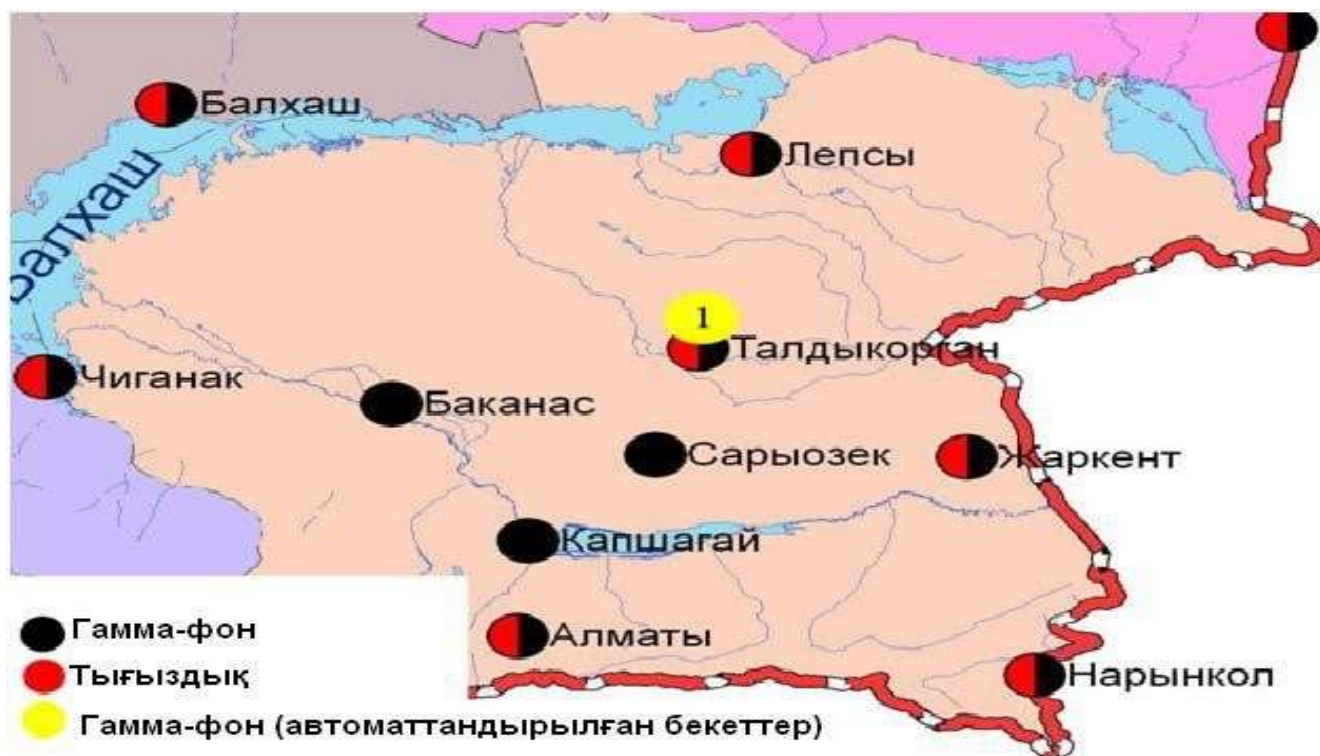 Балхаш
Лепсы
Балхаш
1
Талдыкорган
Чиганак
Баканас
Сарыозек
Жаркент
Капшагай
Гамма-фон
Алматы
Тығыздық
Нарынкол
Гамма-фон (автоматтандырылған бекеттер)